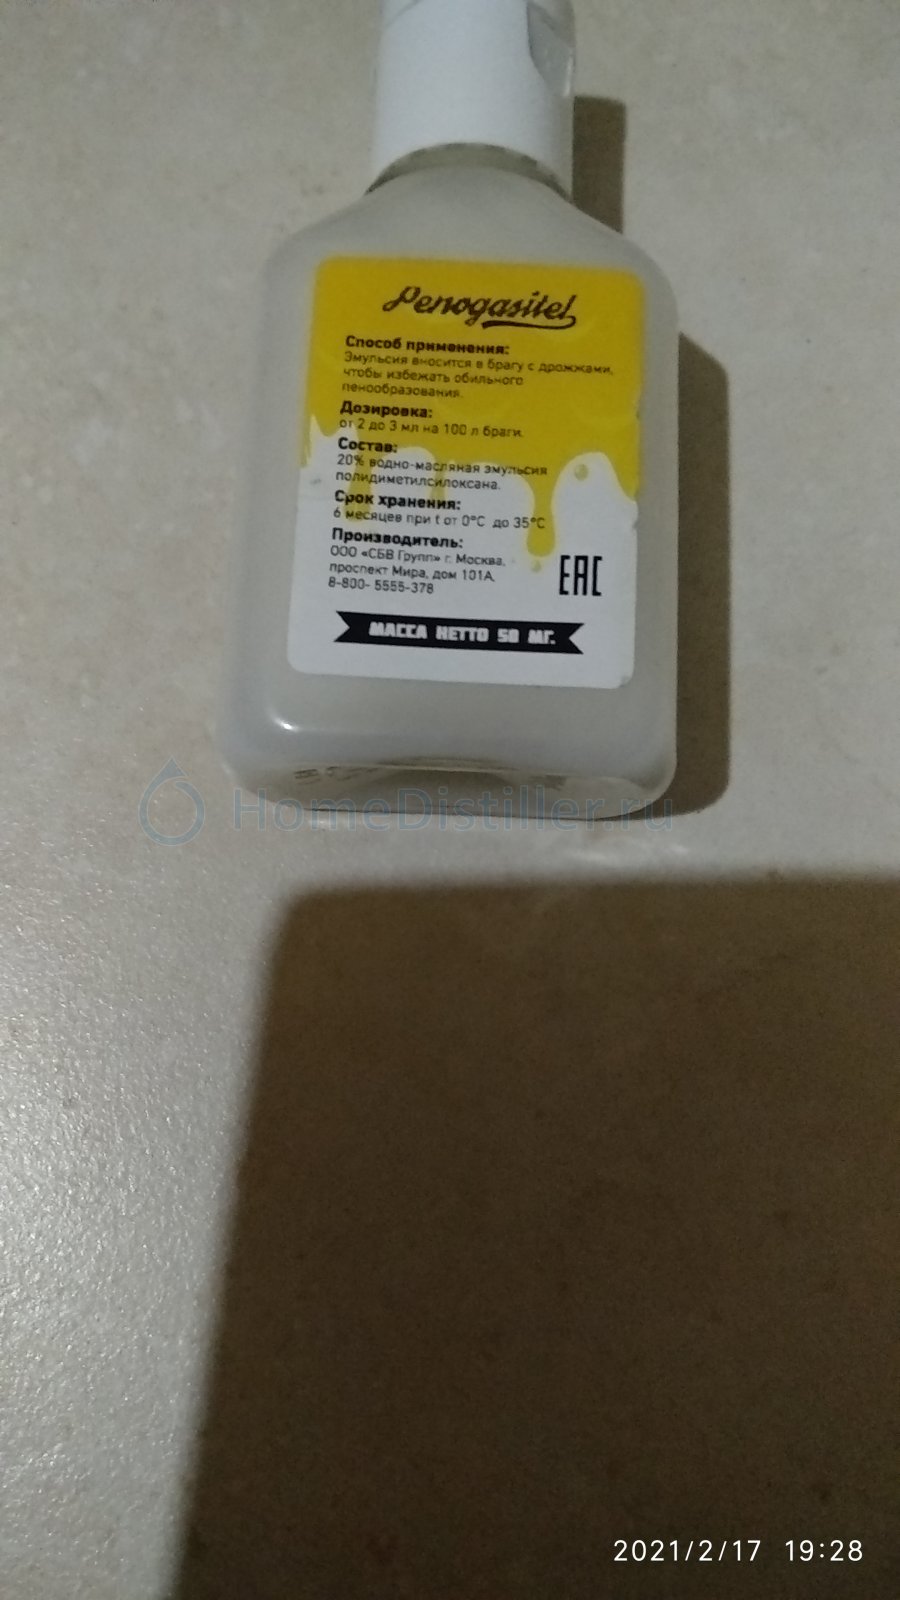 Penogasitel
Способ применения:
Эмульсия вносится в брагу с дрожжами,
чтобы избежать обильного
пенообразования.
Дозировка:
от 2 до 3 мл на 100 л браги.
Состав:
20% водно-масляная эмульсия
полидиметилсилоксана.
Срок хранения:
6 месяцев при t от 0°C до 35°C
Производитель:
ООО «СБВ Групп» г. Москва,
проспект Мира, дом 101А,
8-800- 5555-378
EAC
МАССА НЕТТО 50 МГ.
HomeDistiller.ru
2021/2/17 19:28